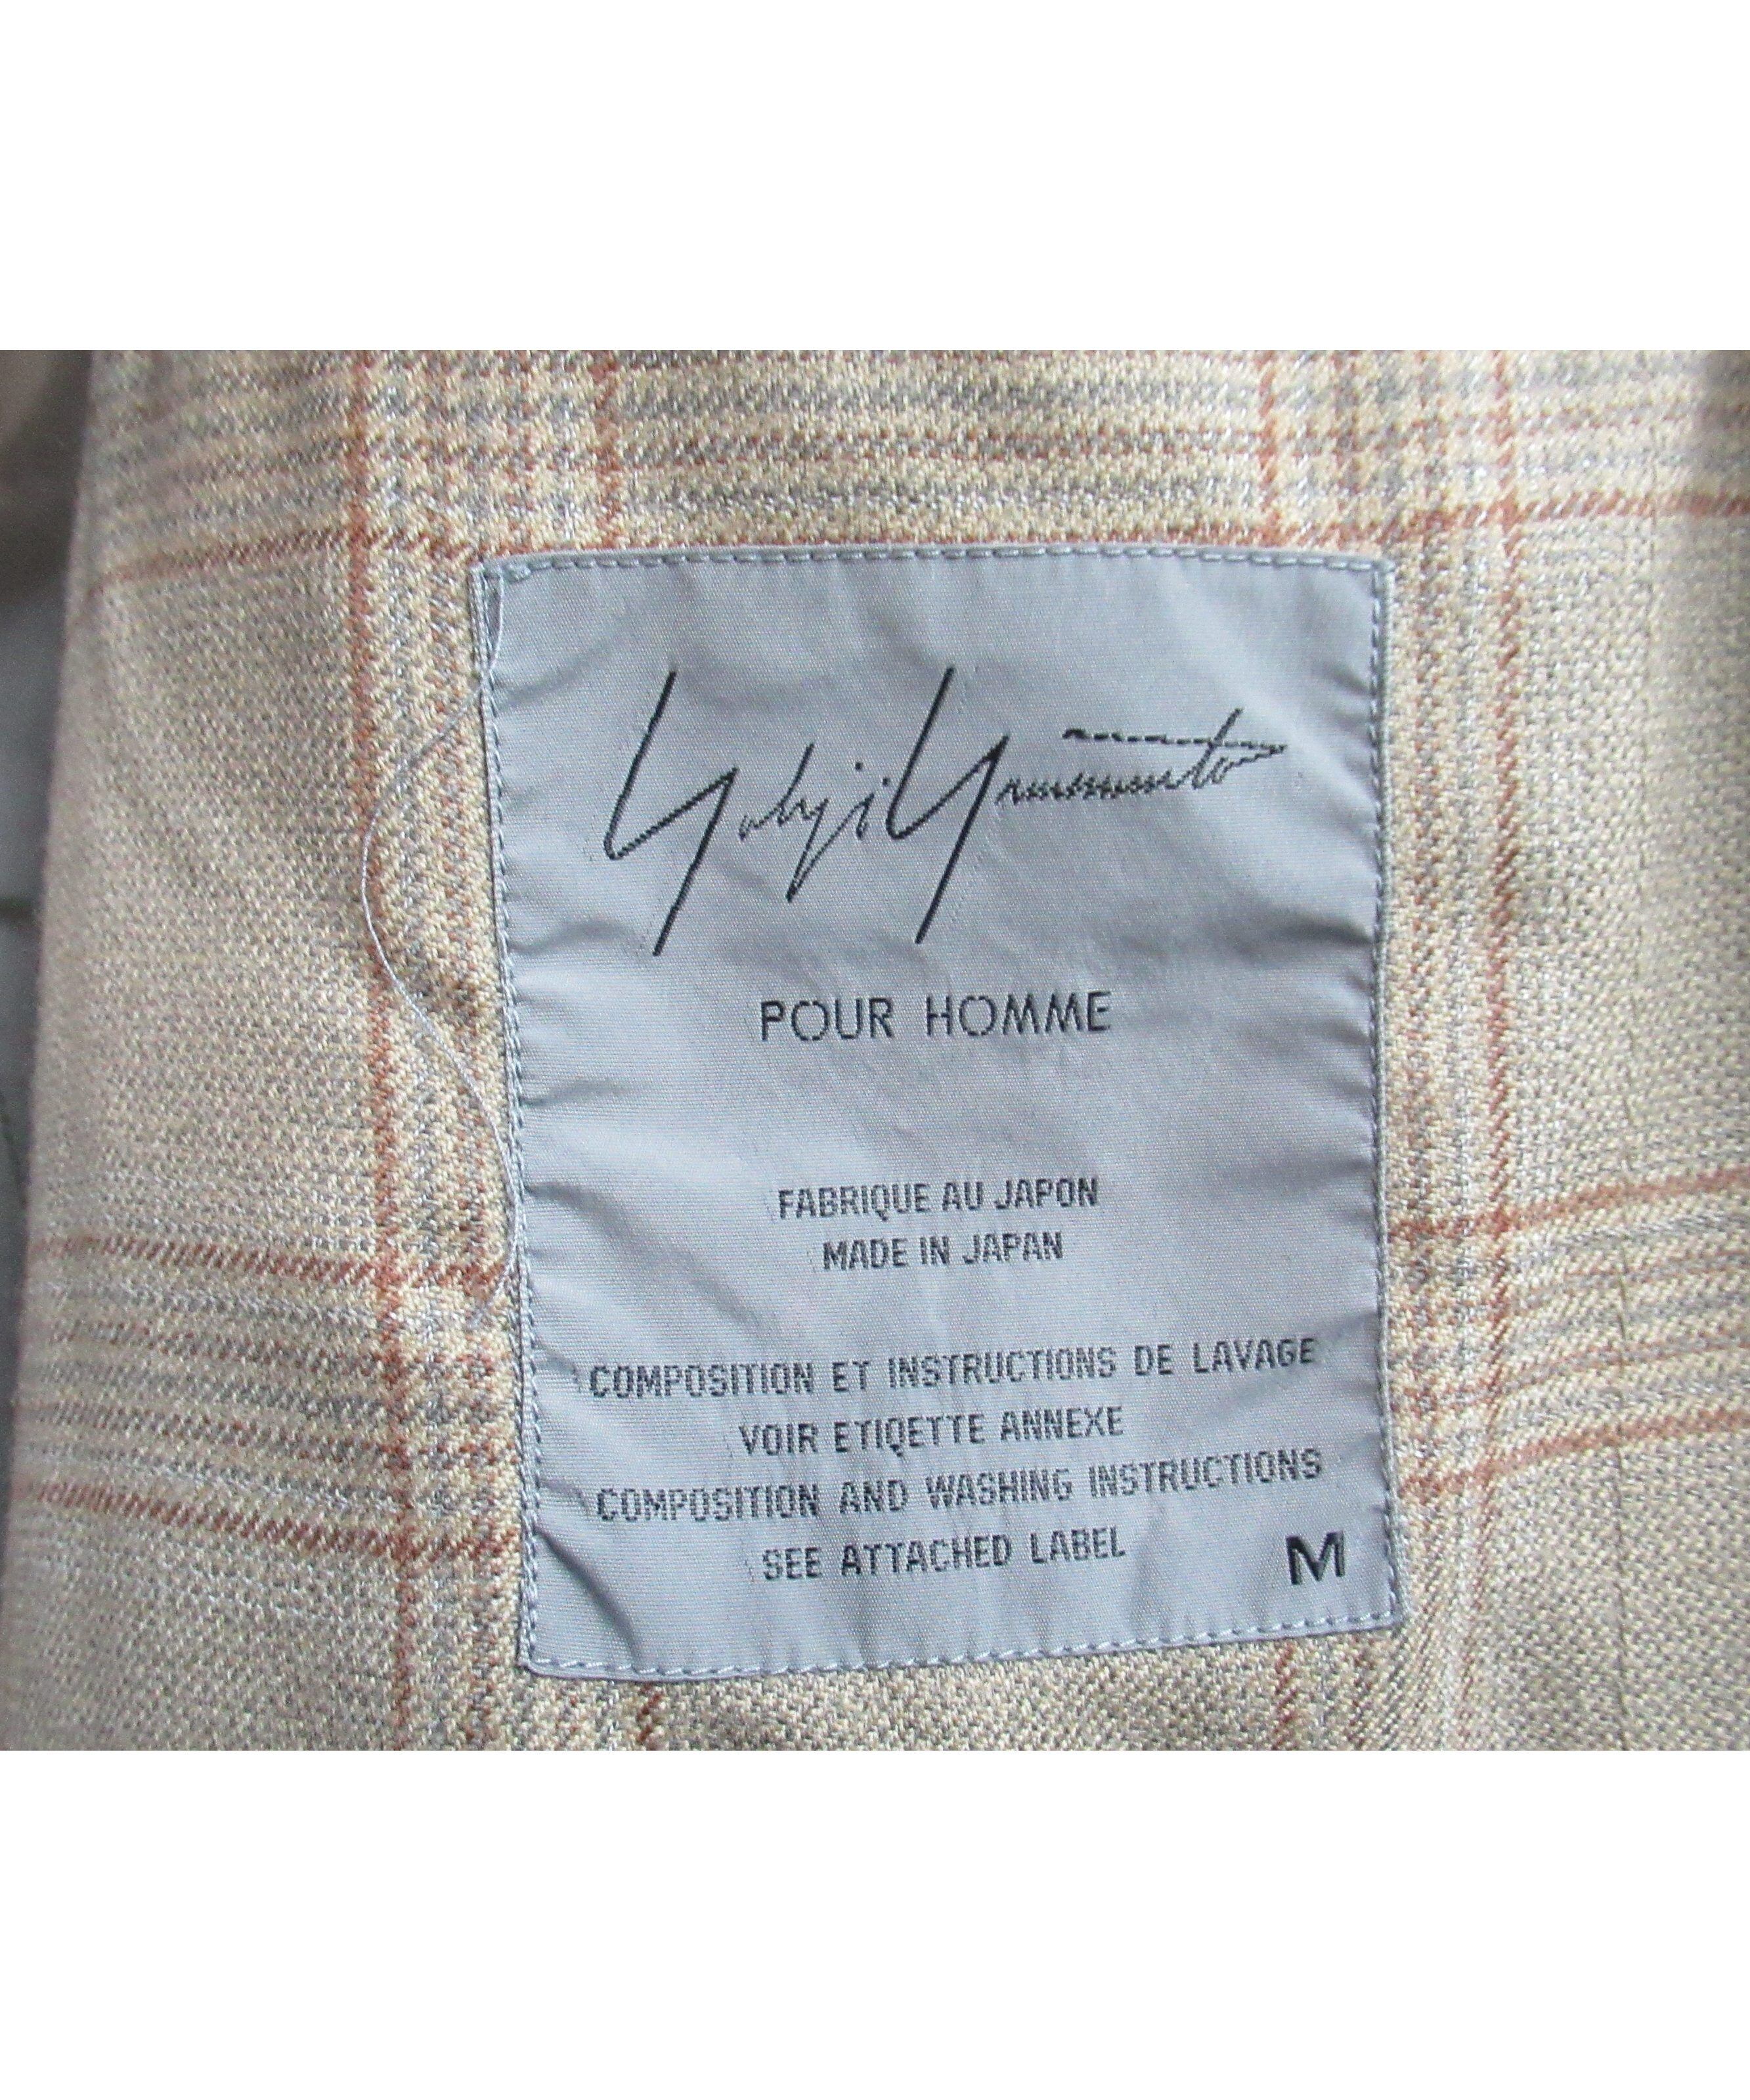 Yohji Yamamoto
POUR HOMME
FABRIQUE AU JAPON
MADE IN JAPAN
COMPOSITION ET INSTRUCTIONS DE LAVAGE
VOIR ETIQETTE ANNEXE
COMPOSITION AND WASHING INSTRUCTIONS
SEE ATTACHED LABEL
M